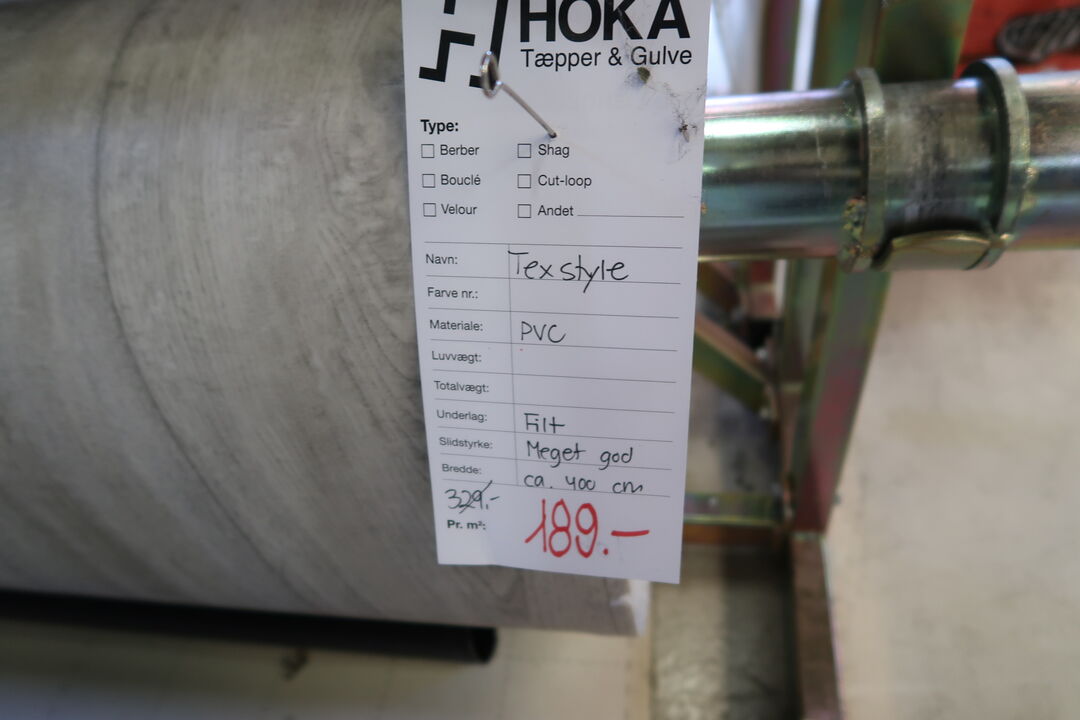 HOKA
Tæpper & Gulve
Type:
Berber Shag
Bouclé Cut-loop
Velour Andet
Navn: Texstyle
Farve nr.:
Materiale: PVC
Luvvægt:
Totalvægt:
Underlag: Filt
Slidstyrke: Meget god
Bredde: ca. 400 cm
329,-
Pr. m²: 189.-